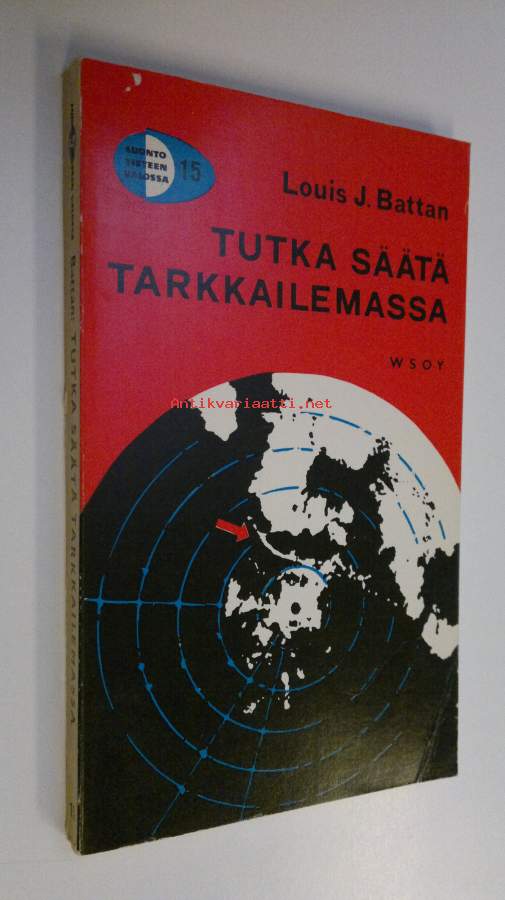 LUONTO
TIETEEN
VALOSSA
15
Louis J. Battan
TUTKA SÄÄTÄ
TARKKAILEMASSA
WSOY
Antikvariaatti.net
Battan: TUTKA SÄÄTÄ TARKKAILEMASSA